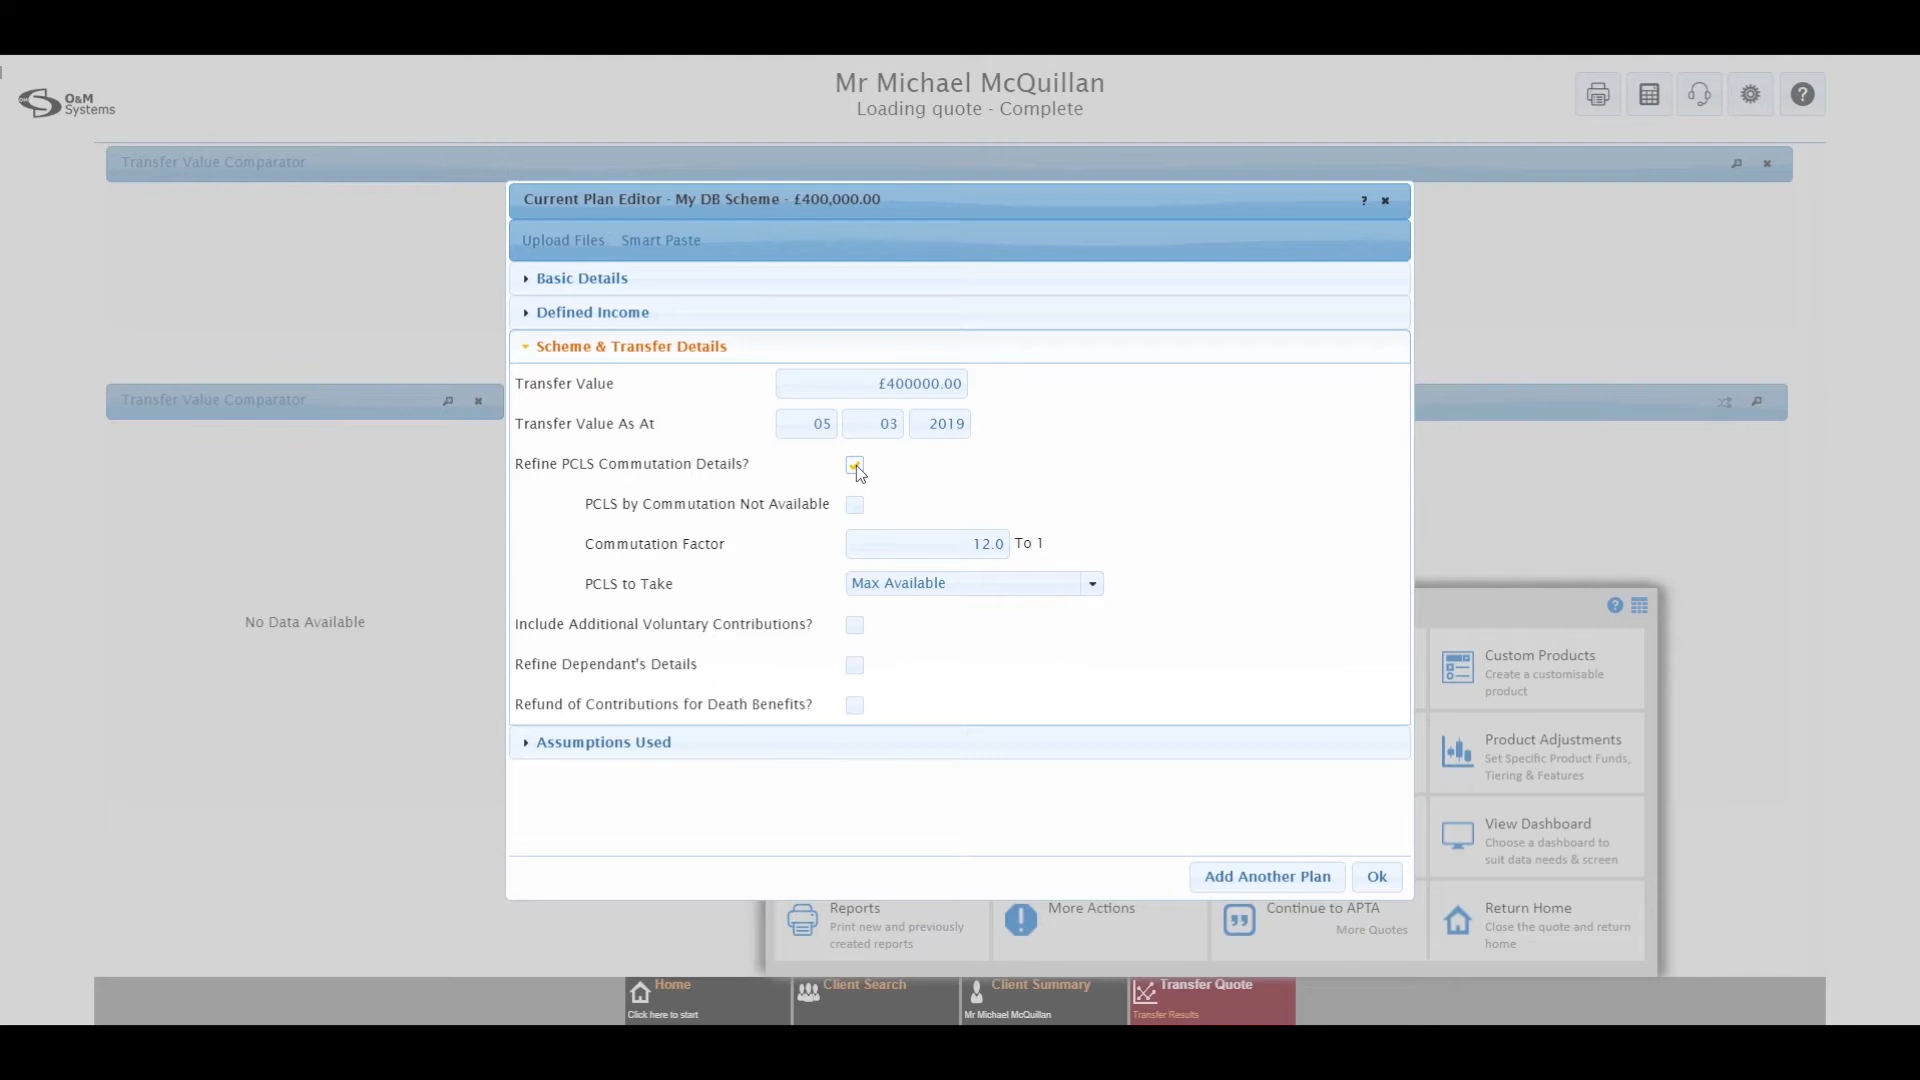 O&M
Systems
Mr Michael McQuillan
Loading quote - Complete
Transfer Value Comparator
Current Plan Editor - My DB Scheme - £400,000.00
Upload Files Smart Paste
Basic Details
Defined Income
Scheme & Transfer Details
Transfer Value £400000.00
Transfer Value As At 05 03 2019
Refine PCLS Commutation Details?
PCLS by Commutation Not Available
Commutation Factor 12.0 To 1
PCLS to Take Max Available
Include Additional Voluntary Contributions?
Refine Dependant's Details
Refund of Contributions for Death Benefits?
Assumptions Used
Add Another Plan Ok
Transfer Value Comparator
No Data Available
Custom Products
Create a customisable
product
Product Adjustments
Set Specific Product Funds,
Tiering & Features
View Dashboard
Choose a dashboard to
suit data needs & screen
Reports
Print new and previously
created reports
More Actions
Continue to APTA
More Quotes
Return Home
Close the quote and return
home
Home
Click here to start
Client Search
Client Summary
Mr Michael McQuillan
Transfer Quote
Transfer Results